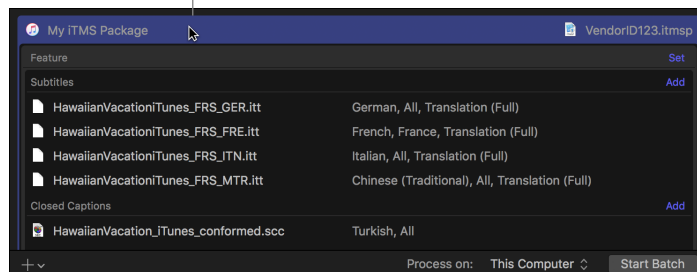 My iTMS Package VendorID123.itmsp
Feature Set
Subtitles Add
HawaiianVacationiTunes_FRS_GER.itt German, All, Translation (Full)
HawaiianVacationiTunes_FRS_FRE.itt French, France, Translation (Full)
HawaiianVacationiTunes_FRS_ITN.itt Italian, All, Translation (Full)
HawaiianVacationiTunes_FRS_MTR.itt Chinese (Traditional), All, Translation (Full)
Closed Captions Add
HawaiianVacation_iTunes_conformed.scc Turkish, All
Process on: This Computer Start Batch